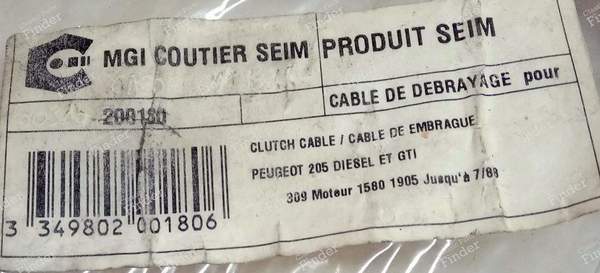 MGI
MGI COUTIER SEIM PRODUIT SEIM
200180
CABLE DE DEBRAYAGE pour
CLUTCH CABLE / CABLE DE EMBRAGUE
PEUGEOT 205 DIESEL ET GTI
309 Moteur 1580 1905 Jusqu'à 7/88
3 349802 001806